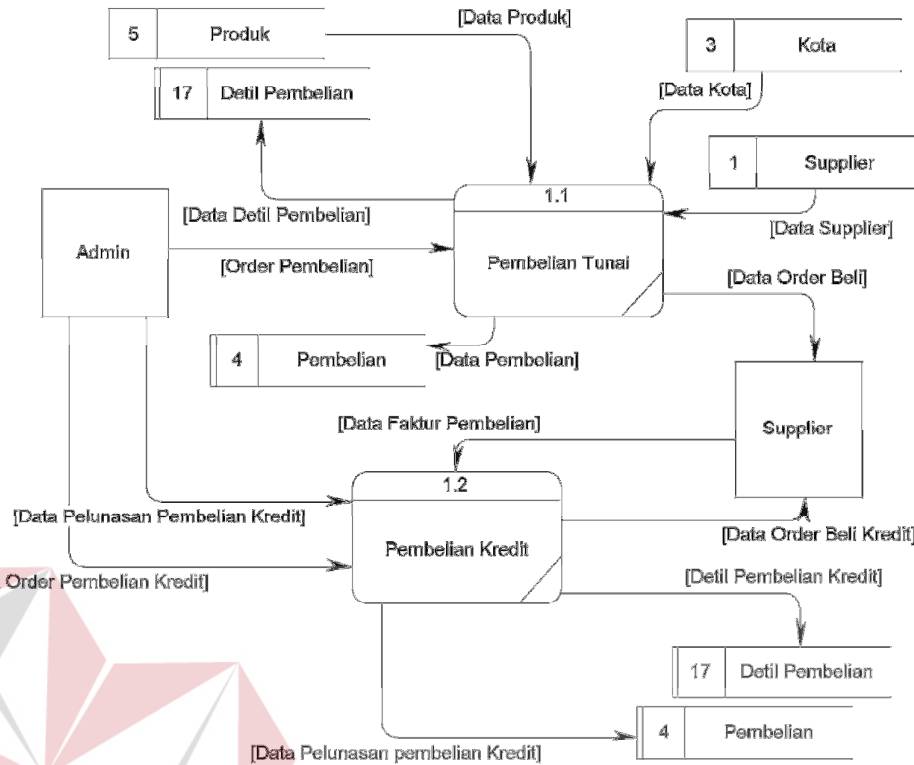 [Data Produk]
5 Produk
3 Kota
17 Detil Pembelian
[Data Kota]
1 Supplier
1.1
[Data Detil Pembelian]
[Data Supplier]
Admin
Pembelian Tunai
[Order Pembelian]
[Data Order Beli]
4 Pembelian
[Data Pembelian]
[Data Faktur Pembelian]
Supplier
1.2
[Data Pelunasan Pembelian Kredit]
[Data Order Beli Kredit]
Pembelian Kredit
Order Pembelian Kredit]
[Detil Pembelian Kredit]
17 Detil Pembelian
4 Pembelian
[Data Pelunasan pembelian Kredit]